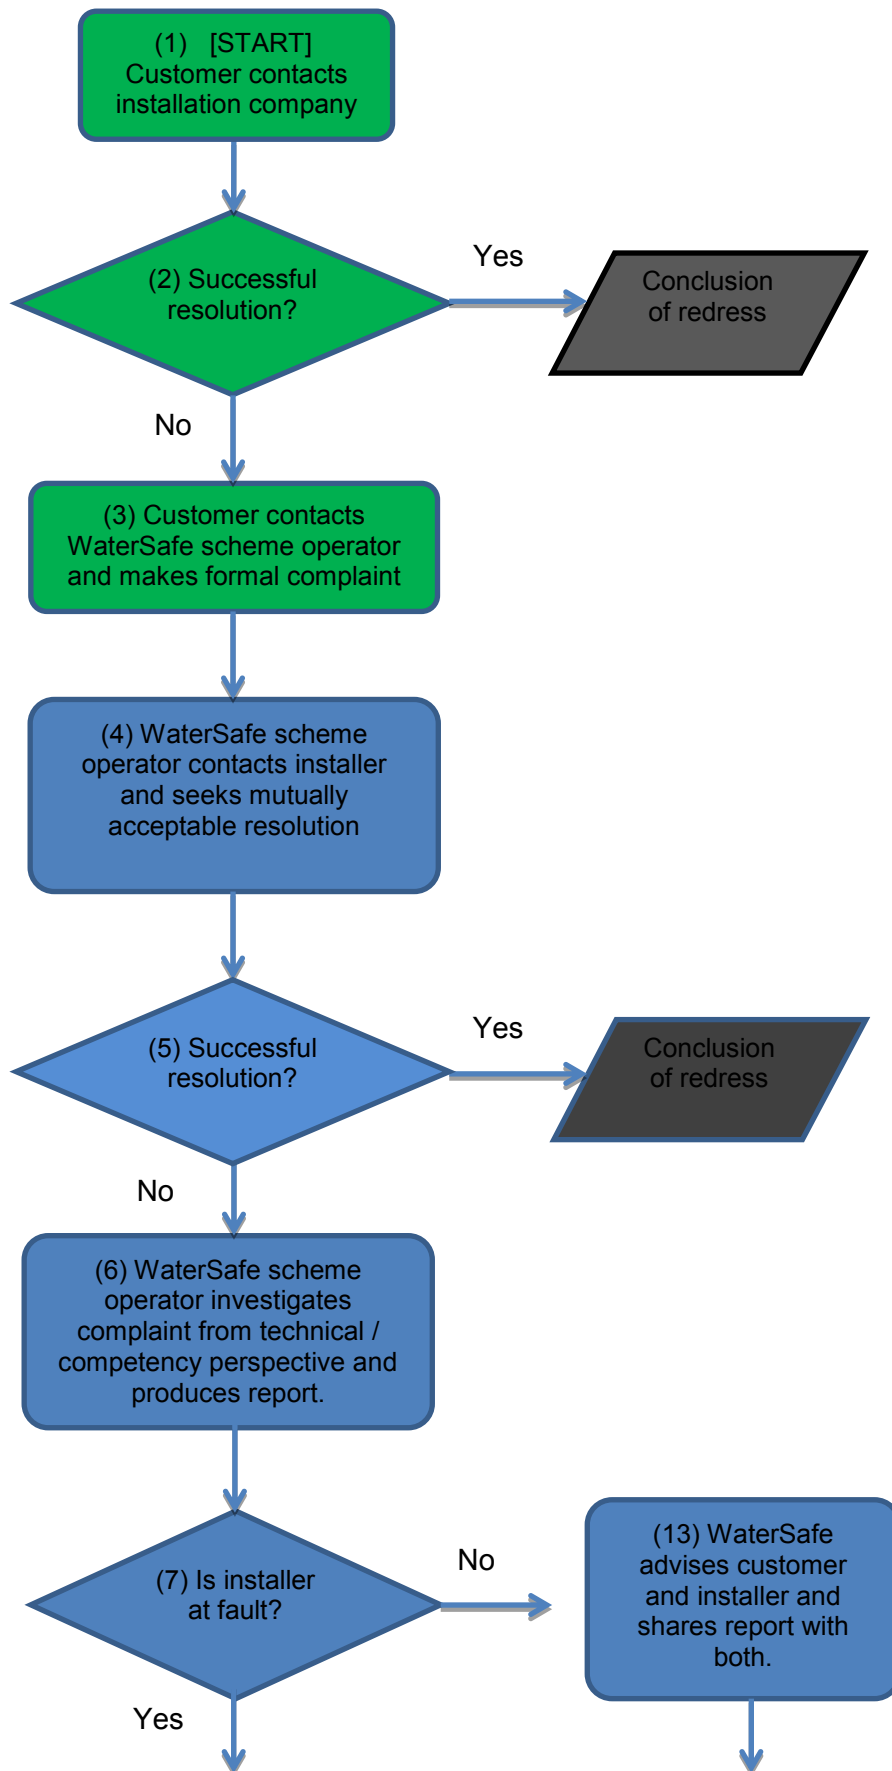 (1) [START]
Customer contacts
installation company
(2) Successful
resolution?
Yes
Conclusion
of redress
No
(3) Customer contacts
WaterSafe scheme operator
and makes formal complaint
(4) WaterSafe scheme
operator contacts installer
and seeks mutually
acceptable resolution
(5) Successful
resolution?
Yes
Conclusion
of redress
No
(6) WaterSafe scheme
operator investigates
complaint from technical /
competency perspective and
produces report.
(7) Is installer
at fault?
No
(13) WaterSafe
advises customer
and installer and
shares report with
both.
Yes